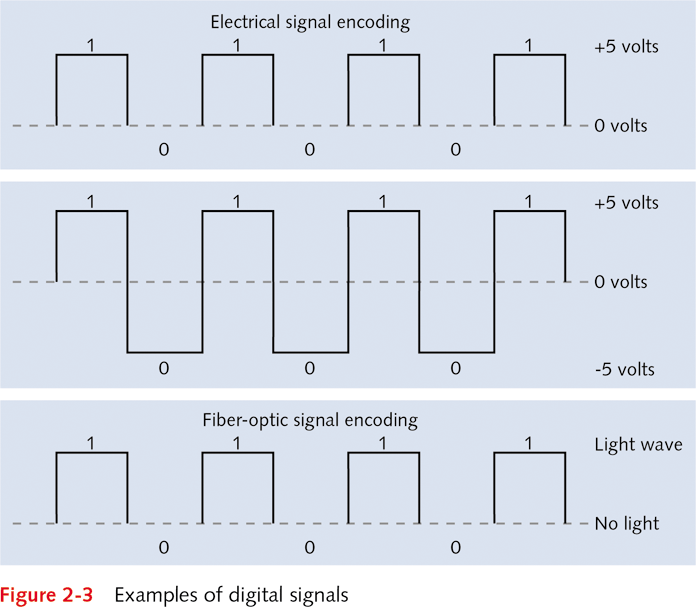 Electrical signal encoding
1 1 1 1 +5 volts
0 volts
0 0 0
1 1 1 1 +5 volts
0 volts
0 0 0 -5 volts
Fiber-optic signal encoding
1 1 1 1 Light wave
No light
0 0 0
Figure 2-3 Examples of digital signals